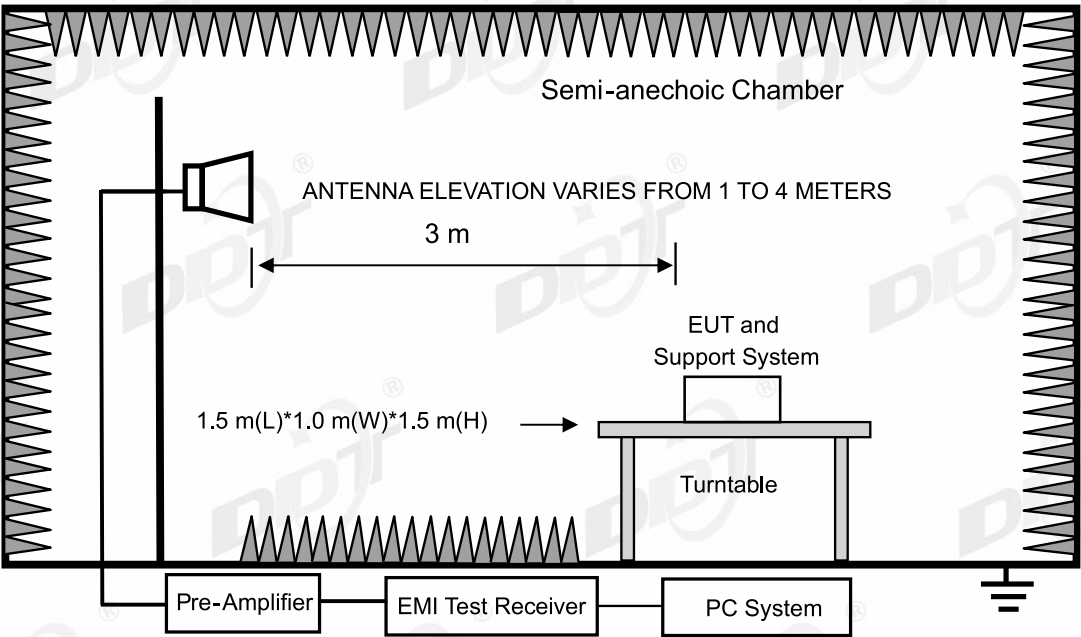 Semi-anechoic Chamber
ANTENNA ELEVATION VARIES FROM 1 TO 4 METERS
3 m
EUT and
Support System
1.5 m(L)*1.0 m(W)*1.5 m(H)
Turntable
Pre-Amplifier
EMI Test Receiver
PC System
DDT
®